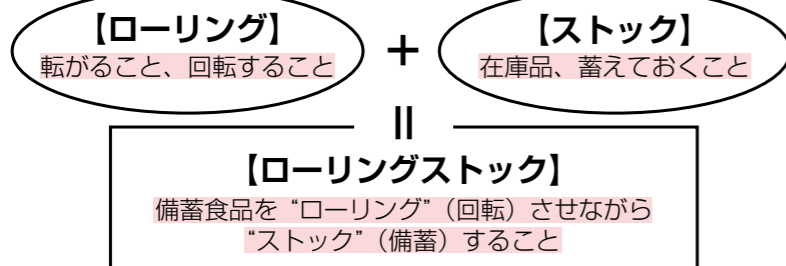 【ローリング】
転がること、回転すること
+
【ストック】
在庫品、蓄えておくこと
=
【ローリングストック】
備蓄食品を“ローリング”（回転）させながら
“ストック”（備蓄）すること